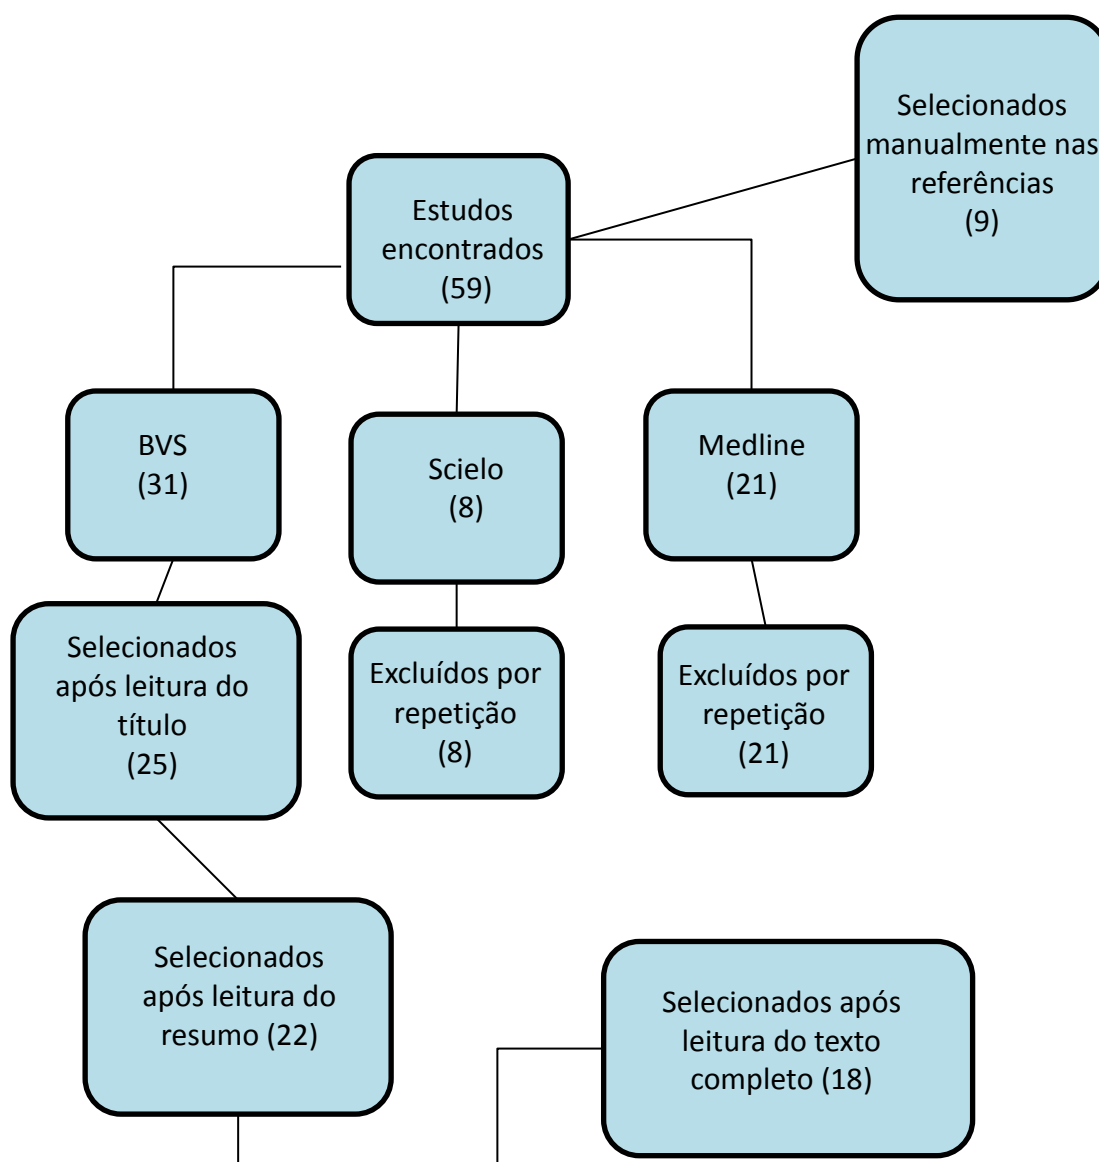 Selecionados
manualmente nas
referências
(9)
Estudos
encontrados
(59)
BVS
(31)
Scielo
(8)
Medline
(21)
Selecionados
após leitura do
título
(25)
Excluídos por
repetição
(8)
Excluídos por
repetição
(21)
Selecionados
após leitura do
resumo (22)
Selecionados após
leitura do texto
completo (18)